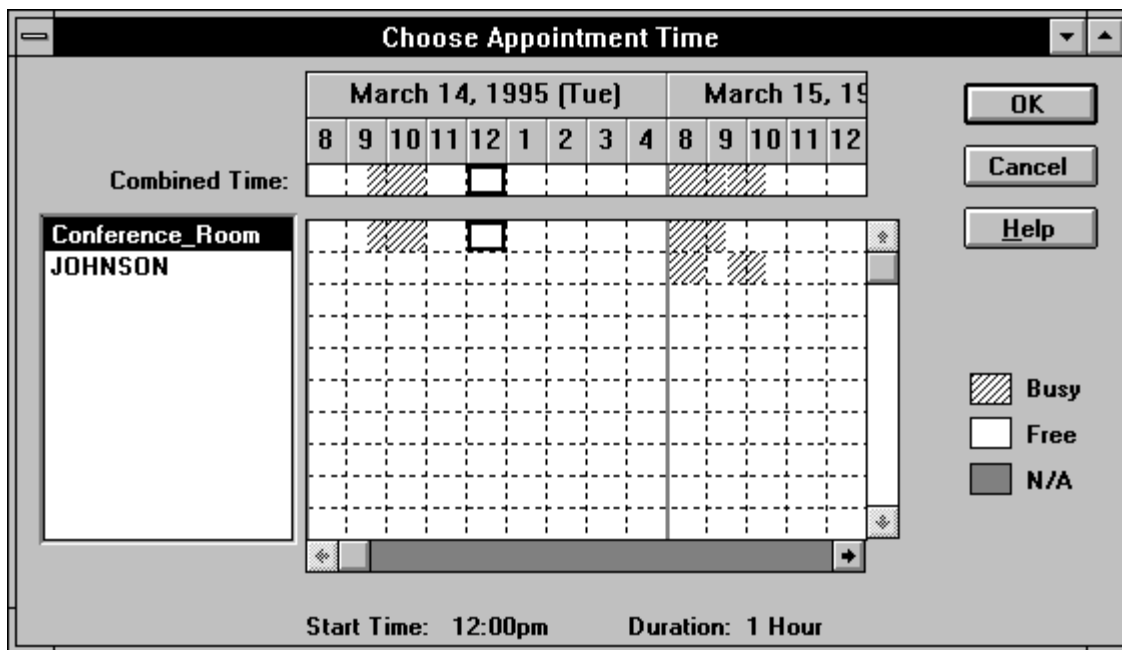 Choose Appointment Time
March 14, 1995 (Tue) March 15, 19
8 9 10 11 12 1 2 3 4 8 9 10 11 12
Combined Time:
Conference_Room
JOHNSON
OK
Cancel
Help
Busy
Free
N/A
Start Time: 12:00pm Duration: 1 Hour